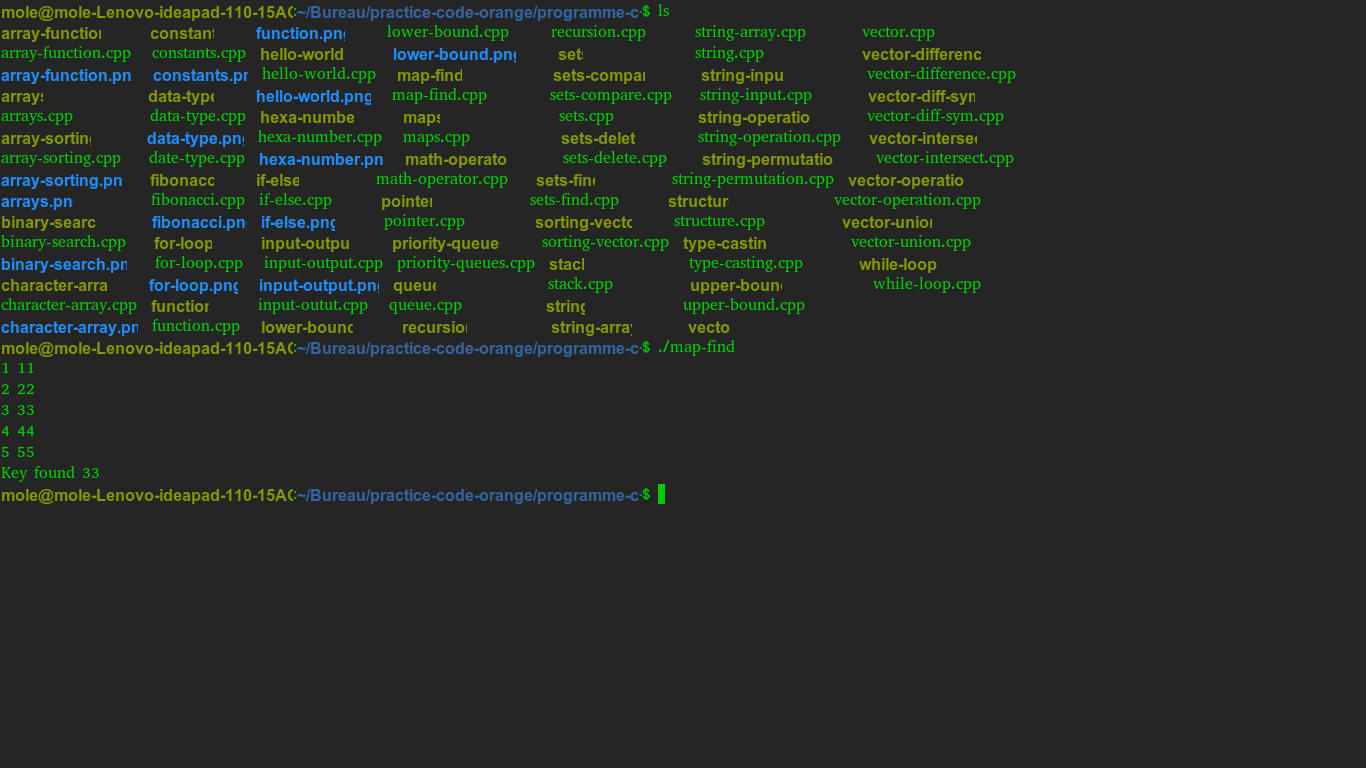 mole@mole-Lenovo-ideapad-110-15AC:~/Bureau/practice-code-orange/programme-c$ ls
array-function constant function.png lower-bound.cpp recursion.cpp string-array.cpp vector.cpp
array-function.cpp constants.cpp hello-world lower-bound.png sets string.cpp vector-differenc
array-function.pn constants.pr hello-world.cpp map-find sets-compar string-inpu vector-difference.cpp
arrays data-type hello-world.png map-find.cpp sets-compare.cpp string-input.cpp vector-diff-syn
arrays.cpp data-type.cpp hexa-numbe maps sets.cpp string-operatio vector-diff-sym.cpp
array-sorting data-type.png hexa-number.cpp maps.cpp sets-delet string-operation.cpp vector-intersec
array-sorting.cpp date-type.cpp hexa-number.pn math-operato sets-delete.cpp string-permutatio vector-intersect.cpp
array-sorting.pn fibonacc if-else math-operator.cpp sets-find string-permutation.cpp vector-operatio
arrays.png fibonacci.cpp if-else.cpp pointer sets-find.cpp structur vector-operation.cpp
binary-searc fibonacci.png if-else.png pointer.cpp sorting-vecto structure.cpp vector-union
binary-search.cpp for-loop input-outpu priority-queue sorting-vector.cpp type-castin vector-union.cpp
binary-search.pn for-loop.cpp input-output.cpp priority-queues.cpp stack type-casting.cpp while-loop
character-arra for-loop.png input-output.png queue stack.cpp upper-boun while-loop.cpp
character-array.cpp function input-outut.cpp queue.cpp string upper-bound.cpp
character-array.pn function.cpp lower-bound recursion string-array vecto
mole@mole-Lenovo-ideapad-110-15AC:~/Bureau/practice-code-orange/programme-c$ ./map-find
1 11
2 22
3 33
4 44
5 55
Key found 33
mole@mole-Lenovo-ideapad-110-15AC:~/Bureau/practice-code-orange/programme-c$